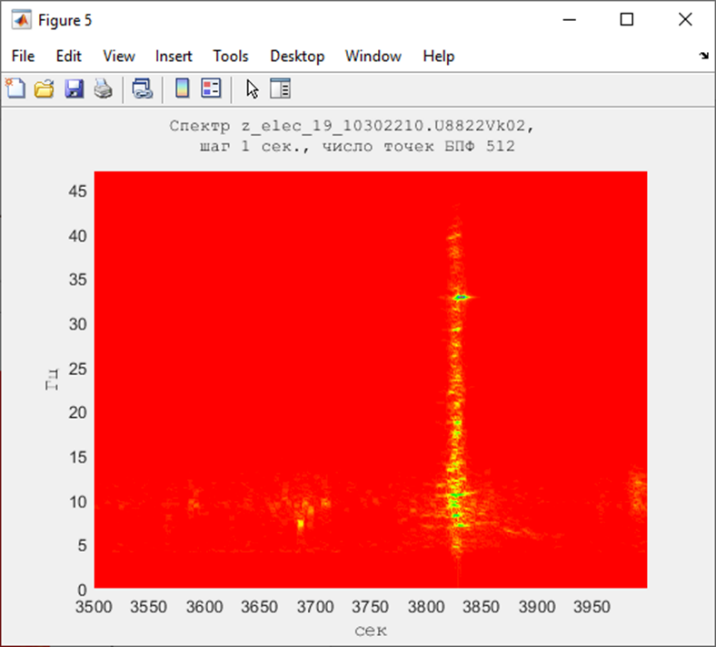 Figure 5
File Edit View Insert Tools Desktop Window Help
Спектр z_elec_19_10302210.U8822Vk02,
шаг 1 сек., число точек БПФ 512
45
40
35
30
25
20
15
10
5
0
Гц
3500 3550 3600 3650 3700 3750 3800 3850 3900 3950
сек